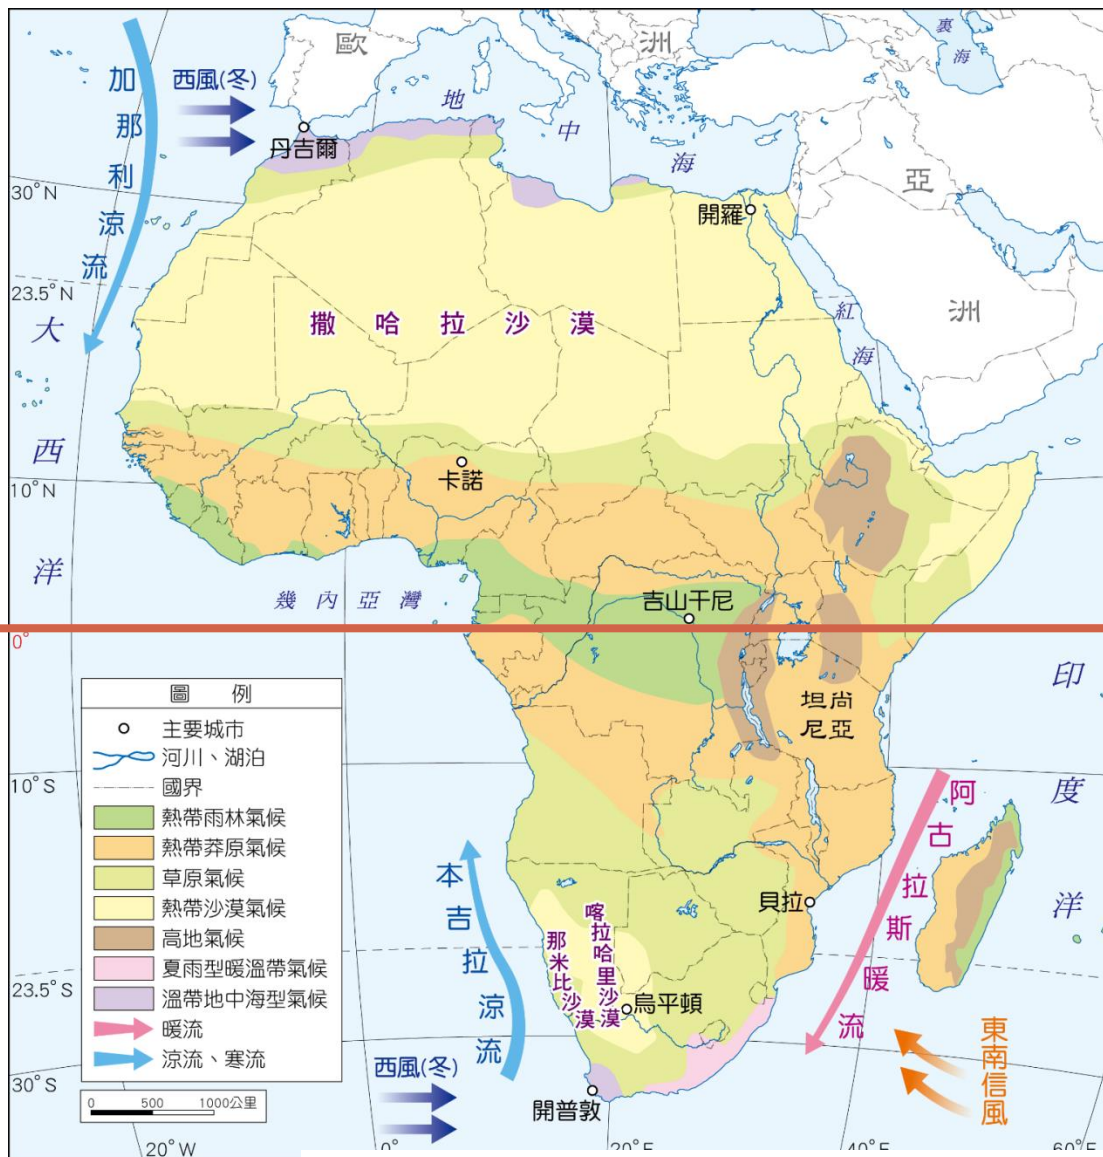 歐洲
裏海
加那利涼流
西風(冬)
地中海
丹吉爾
亞洲
30°N
開羅
23.5°N
大西洋
撒哈拉沙漠
紅海
10°N
卡諾
幾內亞灣
吉山干尼
0°
印度洋
坦尚
尼亞
圖例
主要城市
河川、湖泊
國界
熱帶雨林氣候
熱帶莽原氣候
草原氣候
熱帶沙漠氣候
高地氣候
夏雨型暖溫帶氣候
溫帶地中海型氣候
暖流
涼流、寒流
0 500 1000公里
10°S
阿古拉斯暖流
本吉拉涼流
貝拉
那米比沙漠
喀拉哈里沙漠
23.5°S
烏平頓
東南信風
西風(冬)
30°S
開普敦
20°W
0°
20°E
40°E
60°E